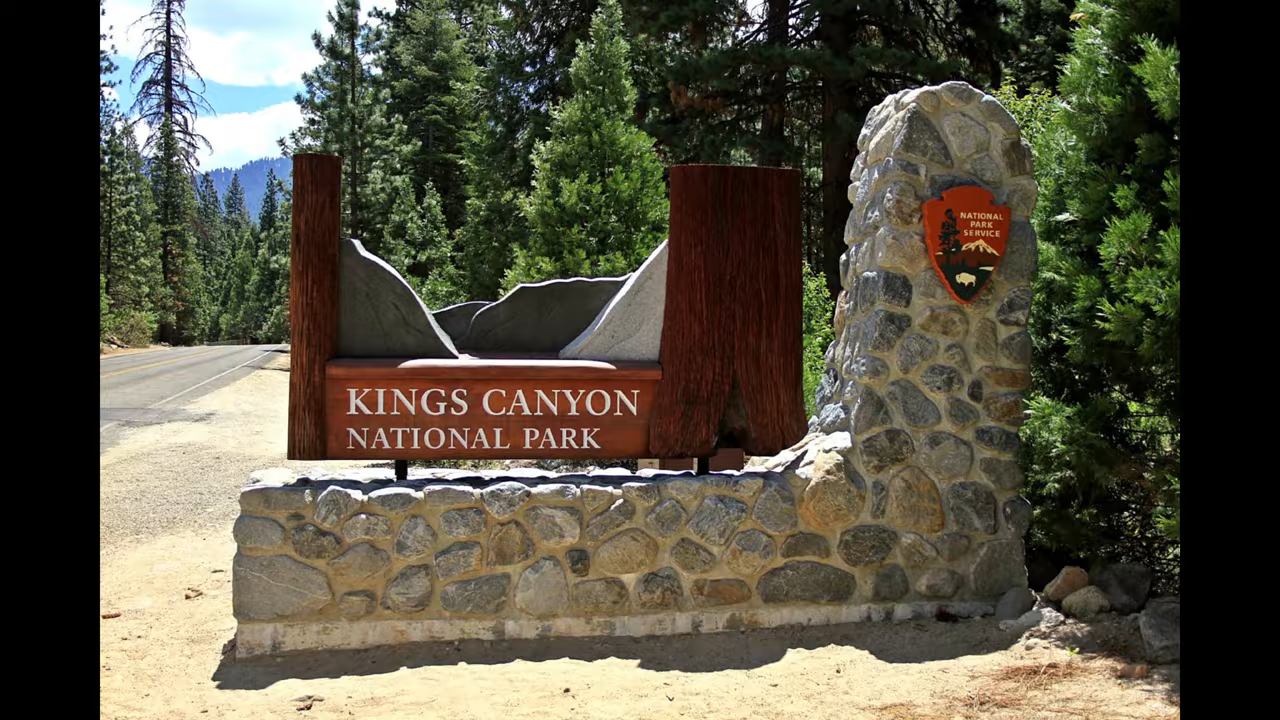 KINGS CANYON
NATIONAL PARK
NATIONAL
PARK
SERVICE